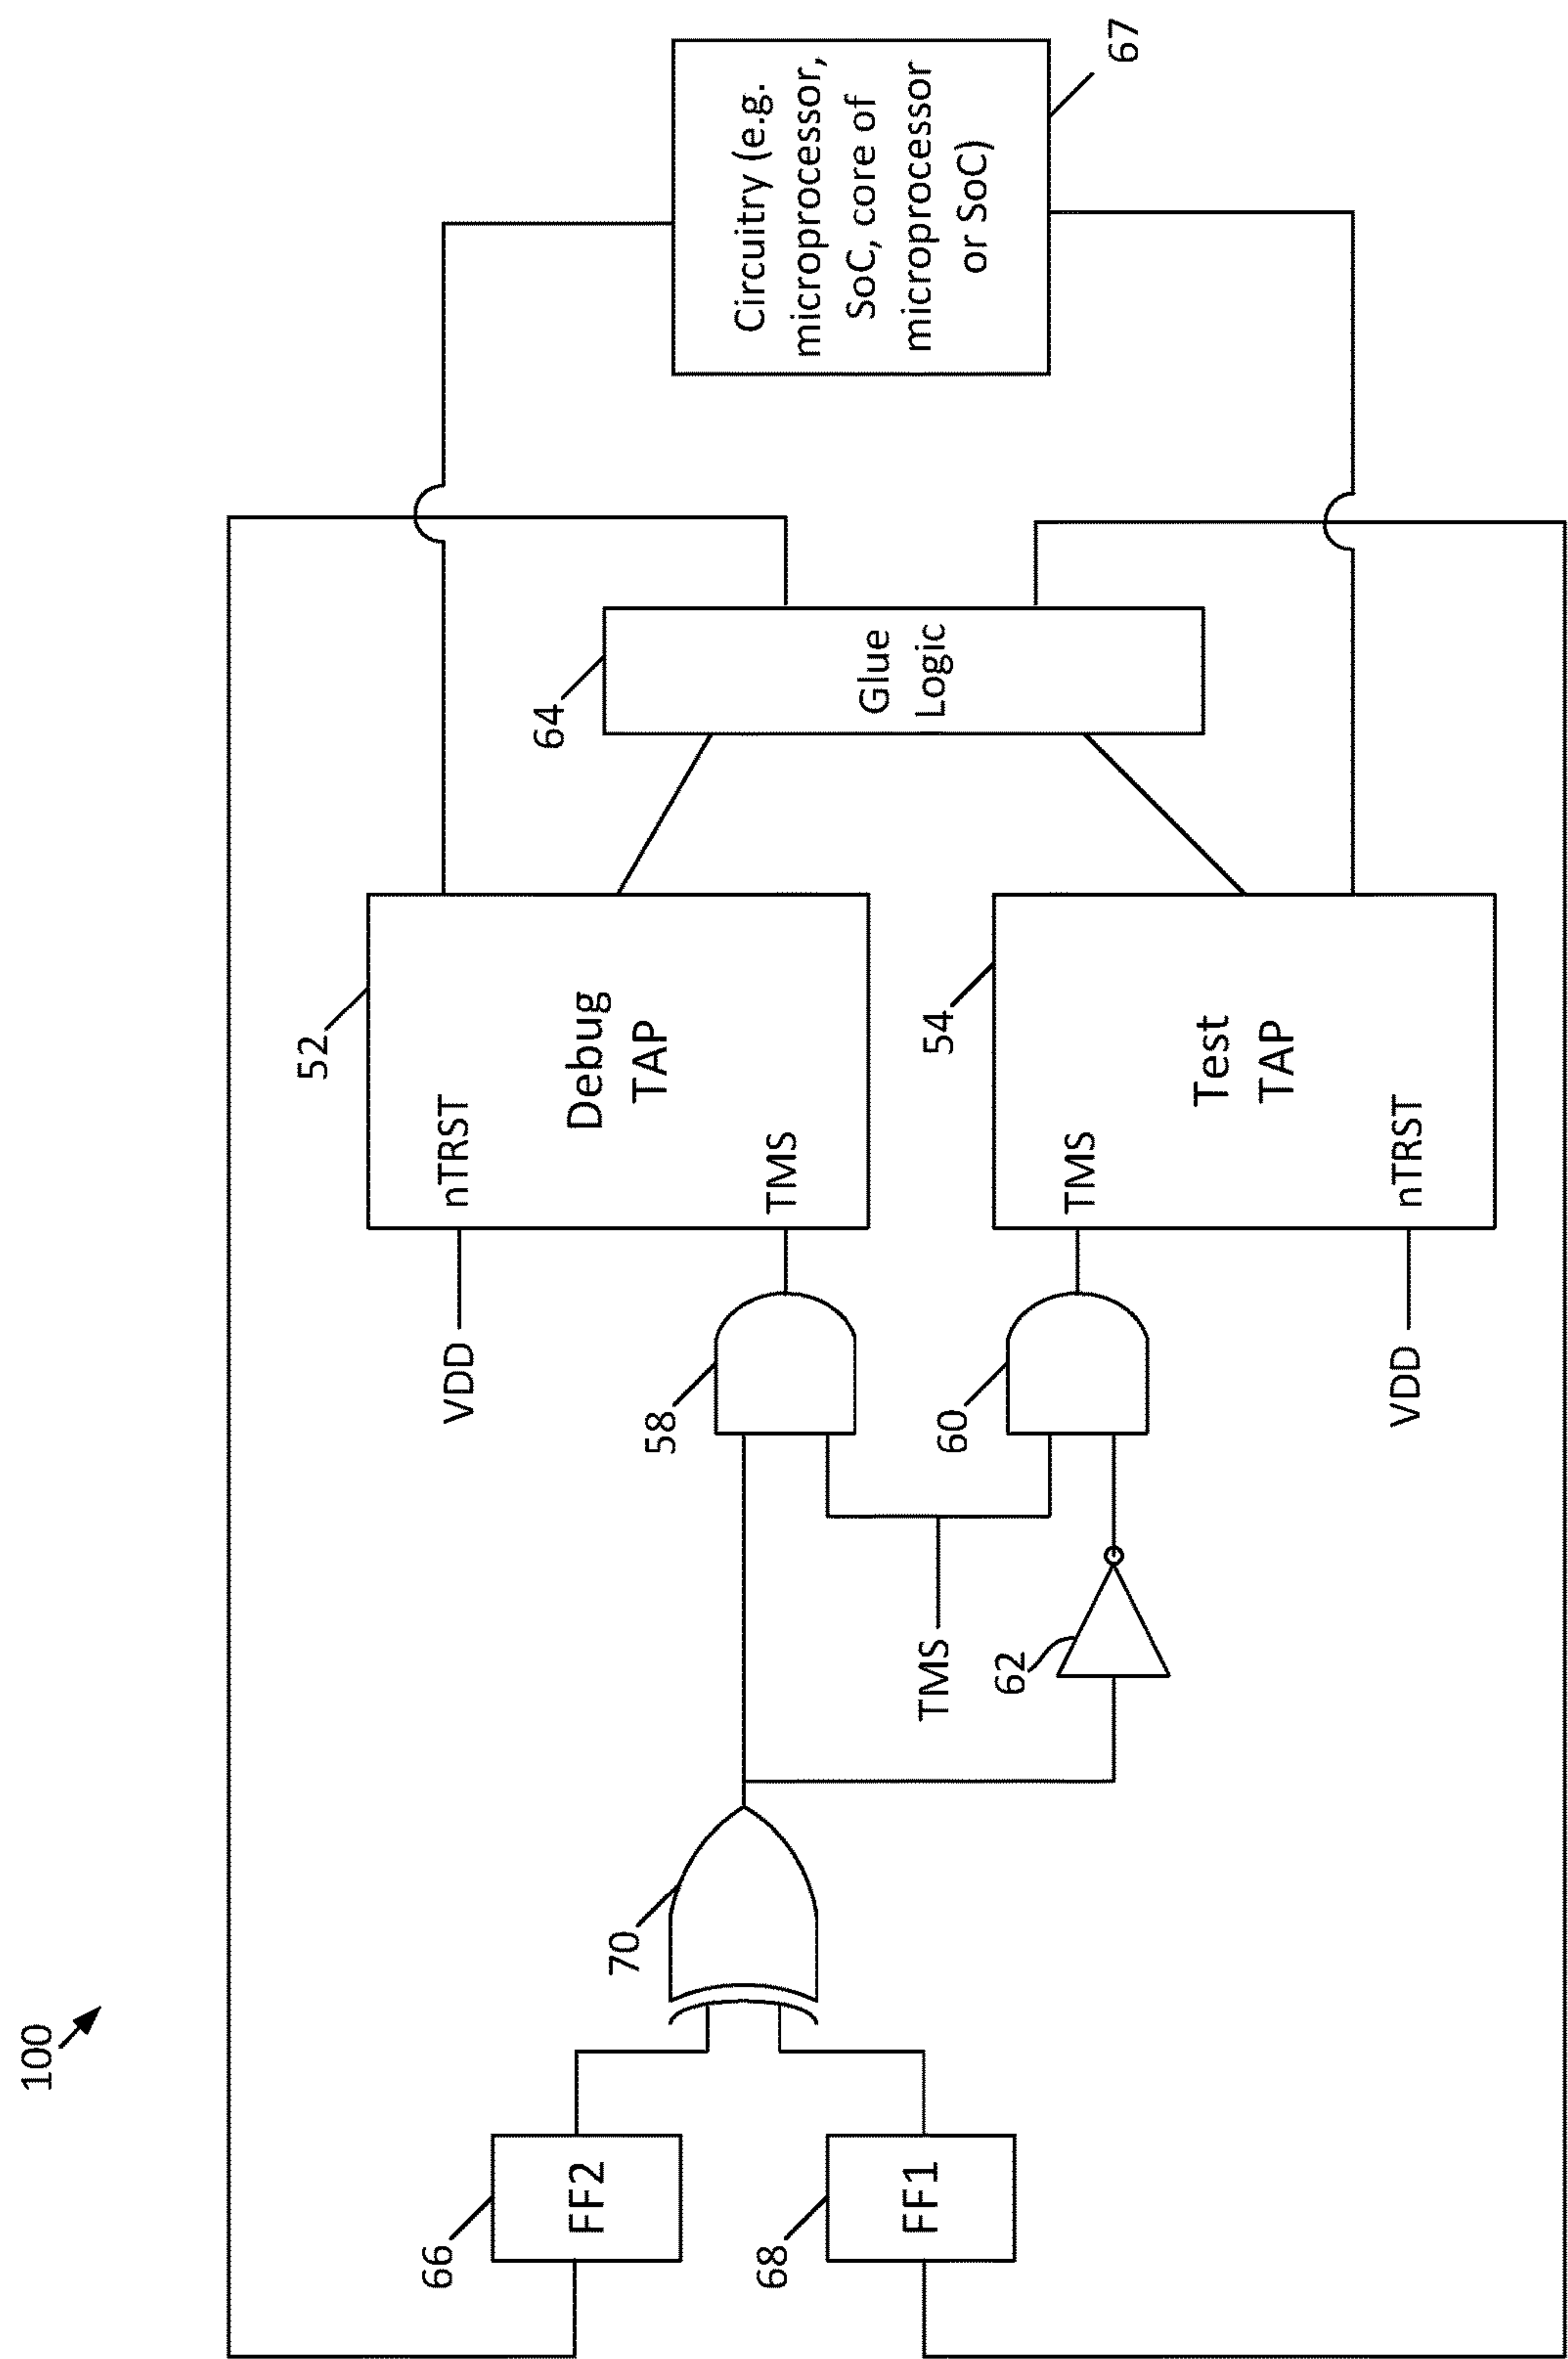 100
66
FF2
68
FF1
70
62
TMS
58
60
VDD
VDD
52
nTRST
Debug
TAP
TMS
54
TMS
Test
TAP
nTRST
64
Glue
Logic
Circuitry (e.g.
microprocessor,
SoC, core of
microprocessor
or SoC)
67